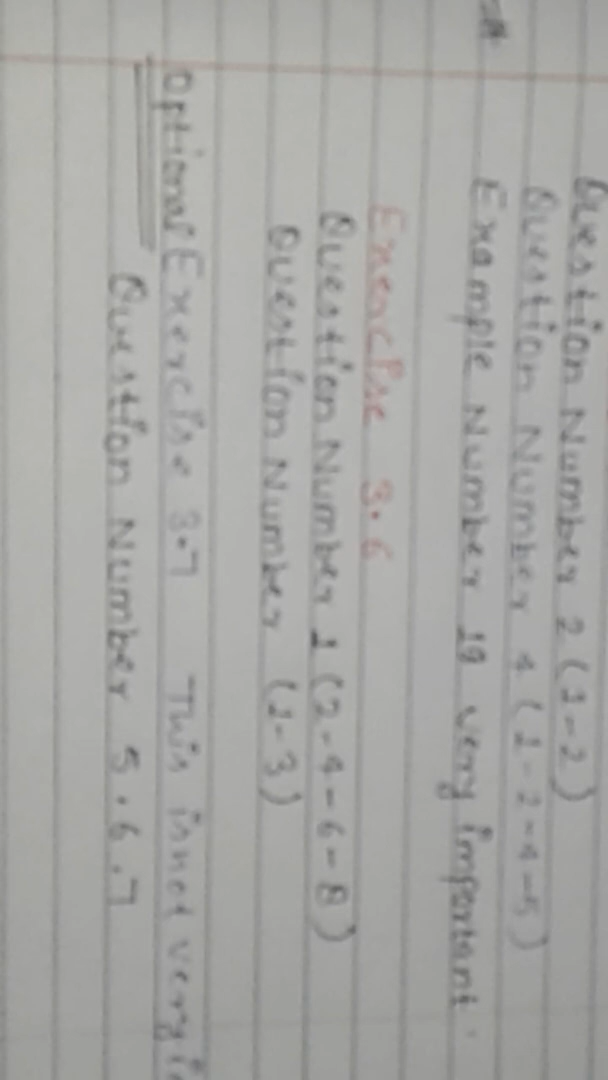 Question Number 2 (1-2)
Question Number 4 (1-2-4-5)
Example Number 19 very important.
Exercise 3.6
Question Number 1 (2-4-6-8)
Question Number (1-3)
Optional Exercise 3.7 This is not very
Question Number 5.6.7